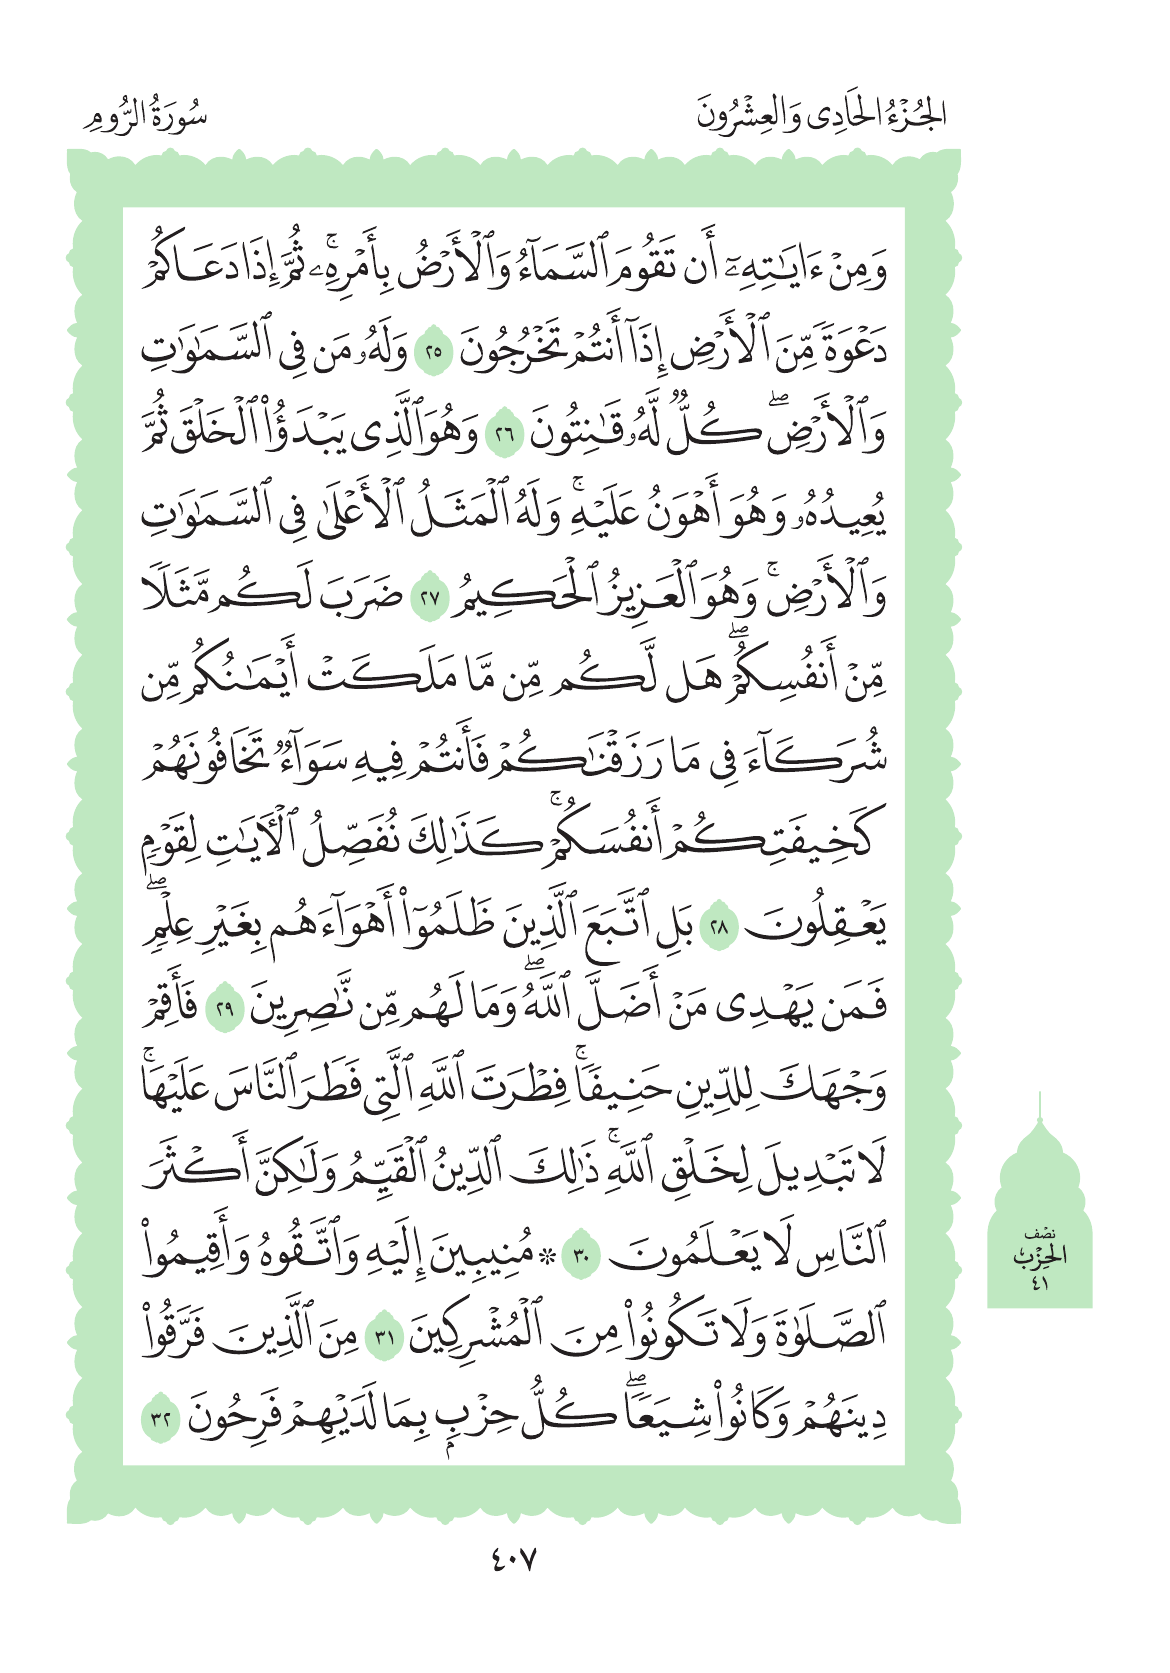 الجُزْءُ الحَادِى وَالعِشْرُونَ
سُورَةُ الرُّومِ
وَمِنْ ءَايَـٰتِهِۦٓ أَن تَقُومَ ٱلسَّمَآءُ وَٱلْأَرْضُ بِأَمْرِهِۦ ۚ ثُمَّ إِذَا دَعَاكُمْ
دَعْوَةً مِّنَ ٱلْأَرْضِ إِذَآ أَنتُمْ تَخْرُجُونَ ٢٥ وَلَهُۥ مَن فِى ٱلسَّمَـٰوَٰتِ
وَٱلْأَرْضِ ۖ كُلٌّ لَّهُۥ قَـٰنِتُونَ ٢٦ وَهُوَ ٱلَّذِى يَبْدَؤُا۟ ٱلْخَلْقَ ثُمَّ
يُعِيدُهُۥ وَهُوَ أَهْوَنُ عَلَيْهِ ۚ وَلَهُ ٱلْمَثَلُ ٱلْأَعْلَىٰ فِى ٱلسَّمَـٰوَٰتِ
وَٱلْأَرْضِ ۚ وَهُوَ ٱلْعَزِيزُ ٱلْحَكِيمُ ٢٧ ضَرَبَ لَكُم مَّثَلًا
مِّنْ أَنفُسِكُمْ ۖ هَل لَّكُم مِّن مَّا مَلَكَتْ أَيْمَـٰنُكُم مِّن
شُرَكَآءَ فِى مَا رَزَقْنَـٰكُمْ فَأَنتُمْ فِيهِ سَوَآءٌ تَخَافُونَهُمْ
كَخِيفَتِكُمْ أَنفُسَكُمْ ۚ كَذَٰلِكَ نُفَصِّلُ ٱلْـَٔايَـٰتِ لِقَوْمٍ
يَعْقِلُونَ ٢٨ بَلِ ٱتَّبَعَ ٱلَّذِينَ ظَلَمُوٓا۟ أَهْوَآءَهُم بِغَيْرِ عِلْمٍ ۖ
فَمَن يَهْدِى مَنْ أَضَلَّ ٱللَّهُ ۖ وَمَا لَهُم مِّن نَّـٰصِرِينَ ٢٩ فَأَقِمْ
وَجْهَكَ لِلدِّينِ حَنِيفًا ۚ فِطْرَتَ ٱللَّهِ ٱلَّتِى فَطَرَ ٱلنَّاسَ عَلَيْهَا ۚ
لَا تَبْدِيلَ لِخَلْقِ ٱللَّهِ ۚ ذَٰلِكَ ٱلدِّينُ ٱلْقَيِّمُ وَلَـٰكِنَّ أَكْثَرَ
ٱلنَّاسِ لَا يَعْلَمُونَ ٣٠ ۞ مُنِيبِينَ إِلَيْهِ وَٱتَّقُوهُ وَأَقِيمُوا۟
ٱلصَّلَوٰةَ وَلَا تَكُونُوا۟ مِنَ ٱلْمُشْرِكِينَ ٣١ مِنَ ٱلَّذِينَ فَرَّقُوا۟
دِينَهُمْ وَكَانُوا۟ شِيَعًا ۖ كُلُّ حِزْبٍۭ بِمَا لَدَيْهِمْ فَرِحُونَ ٣٢
نصْف
الحِزْب
٤١
٤٠٧